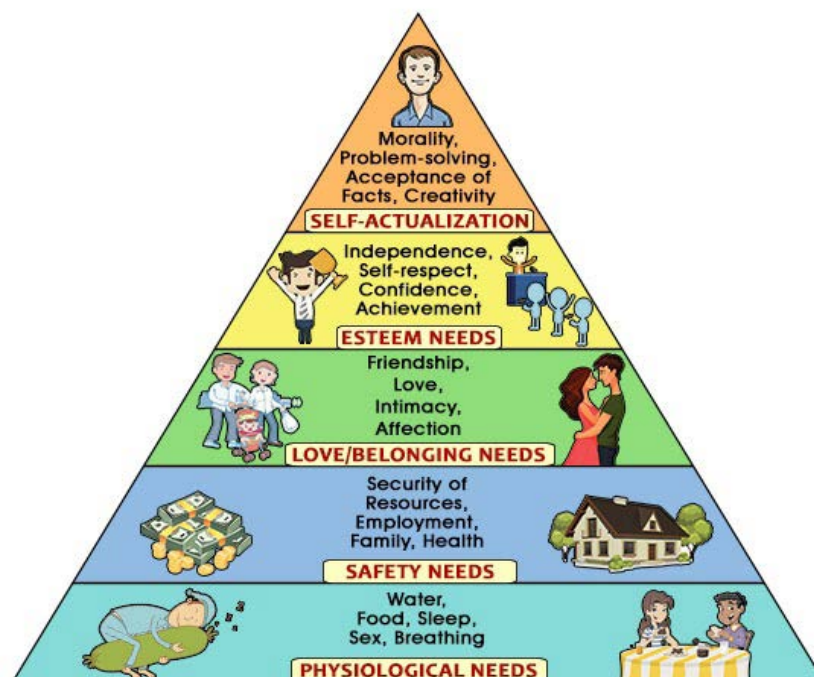 Morality,
Problem-solving,
Acceptance of
Facts, Creativity
SELF-ACTUALIZATION
Independence,
Self-respect,
Confidence,
Achievement
ESTEEM NEEDS
Friendship,
Love,
Intimacy,
Affection
LOVE/BELONGING NEEDS
Security of
Resources,
Employment,
Family, Health
SAFETY NEEDS
Water,
Food, Sleep,
Sex, Breathing
PHYSIOLOGICAL NEEDS